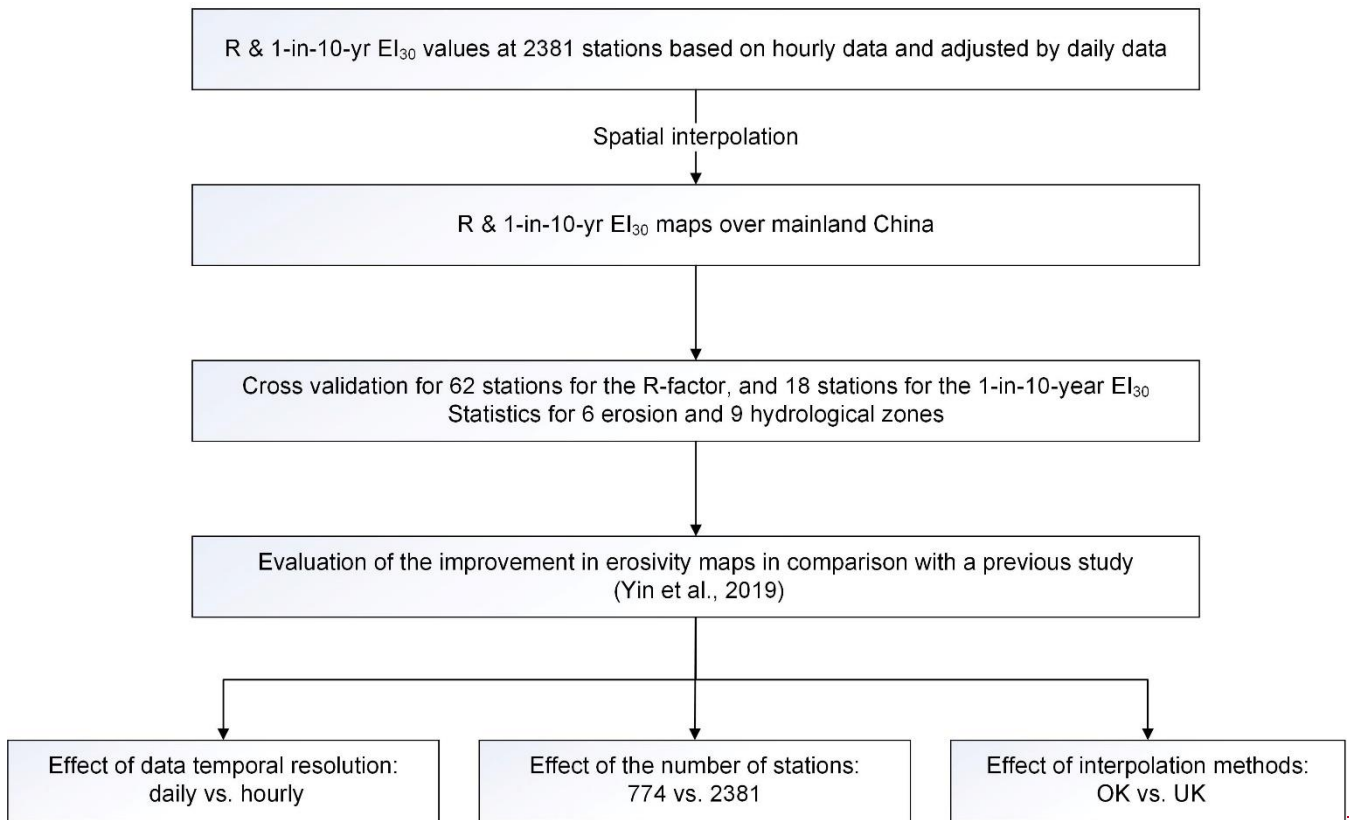 R & 1-in-10-yr EI₃₀ values at 2381 stations based on hourly data and adjusted by daily data
Spatial interpolation
R & 1-in-10-yr EI₃₀ maps over mainland China
Cross validation for 62 stations for the R-factor, and 18 stations for the 1-in-10-year EI₃₀
Statistics for 6 erosion and 9 hydrological zones
Evaluation of the improvement in erosivity maps in comparison with a previous study
(Yin et al., 2019)
Effect of data temporal resolution:
daily vs. hourly
Effect of the number of stations:
774 vs. 2381
Effect of interpolation methods:
OK vs. UK